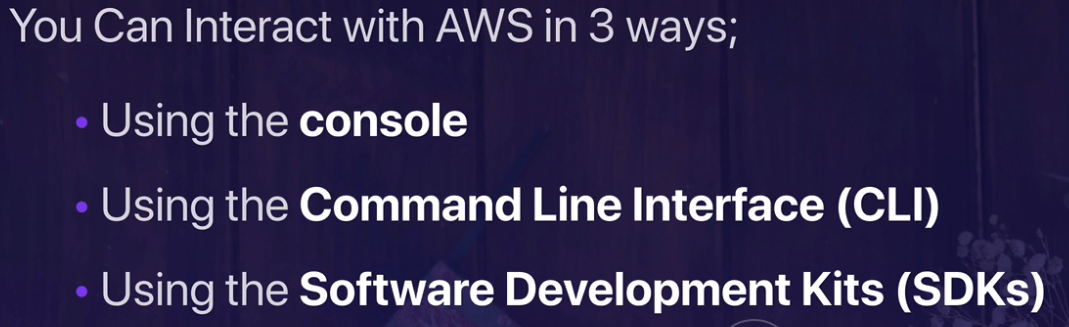 You Can Interact with AWS in 3 ways;
• Using the console
• Using the Command Line Interface (CLI)
• Using the Software Development Kits (SDKs)